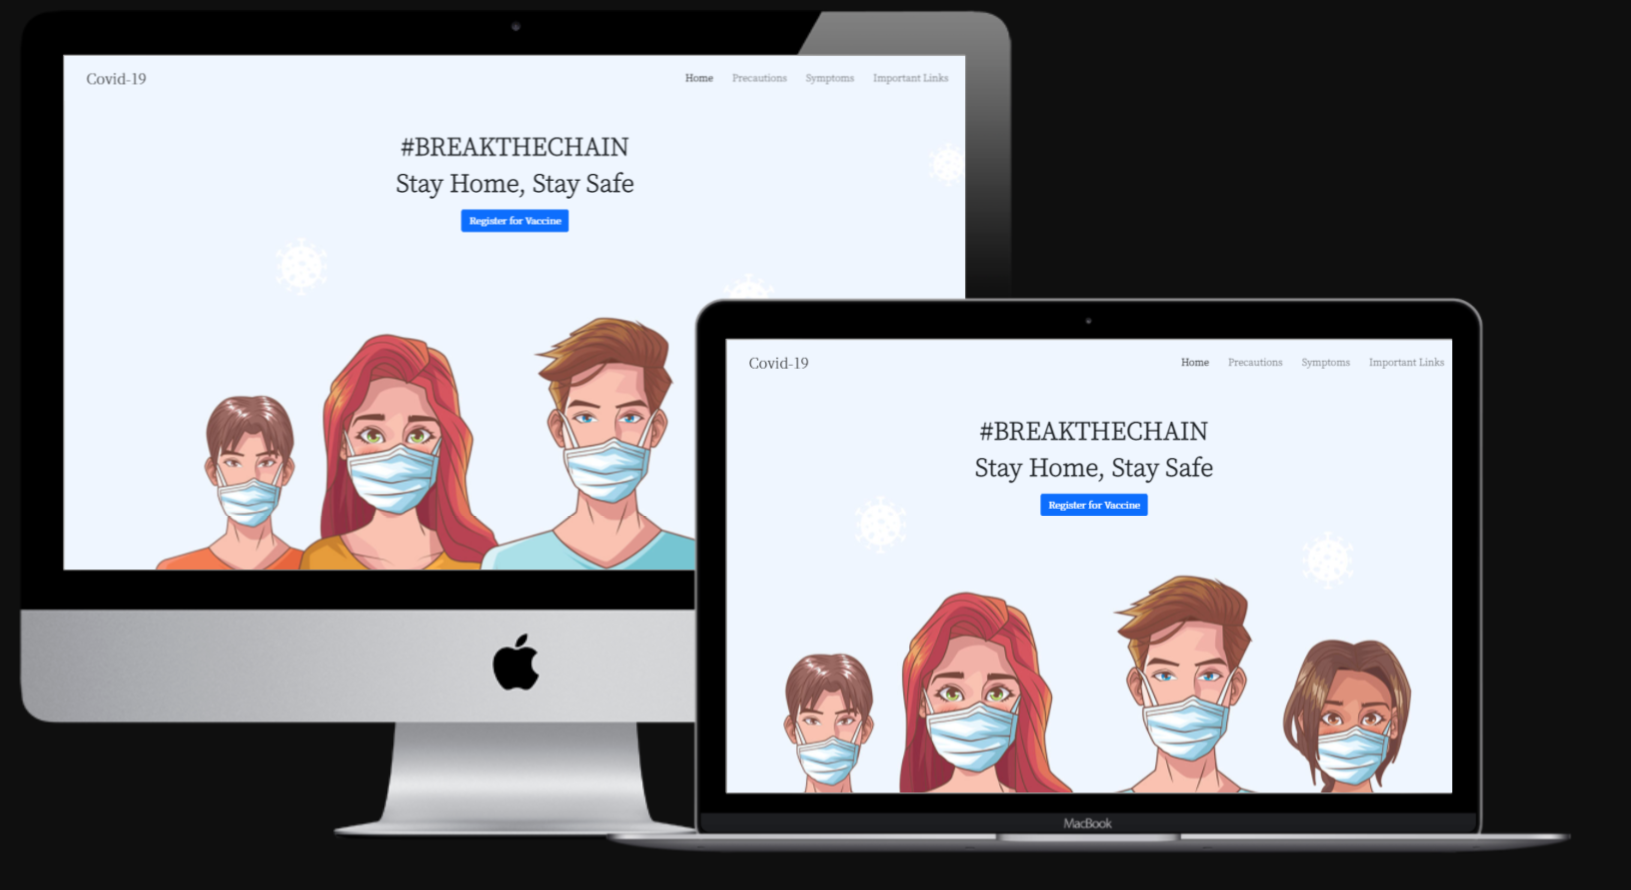 Covid-19
Home Precautions Symptoms Important Links
#BREAKTHECHAIN
Stay Home, Stay Safe
Register for Vaccine
Covid-19
Home Precautions Symptoms Important Links
#BREAKTHECHAIN
Stay Home, Stay Safe
Register for Vaccine
MacBook